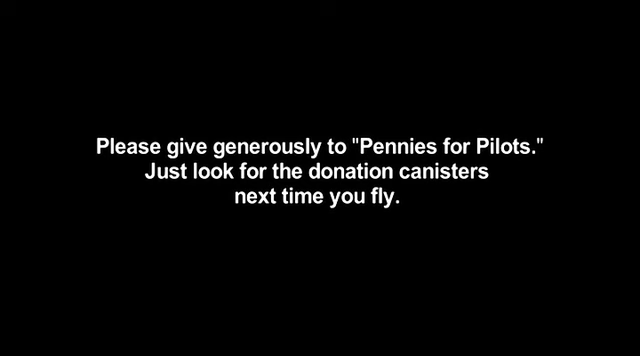 Please give generously to "Pennies for Pilots."
Just look for the donation canisters
next time you fly.